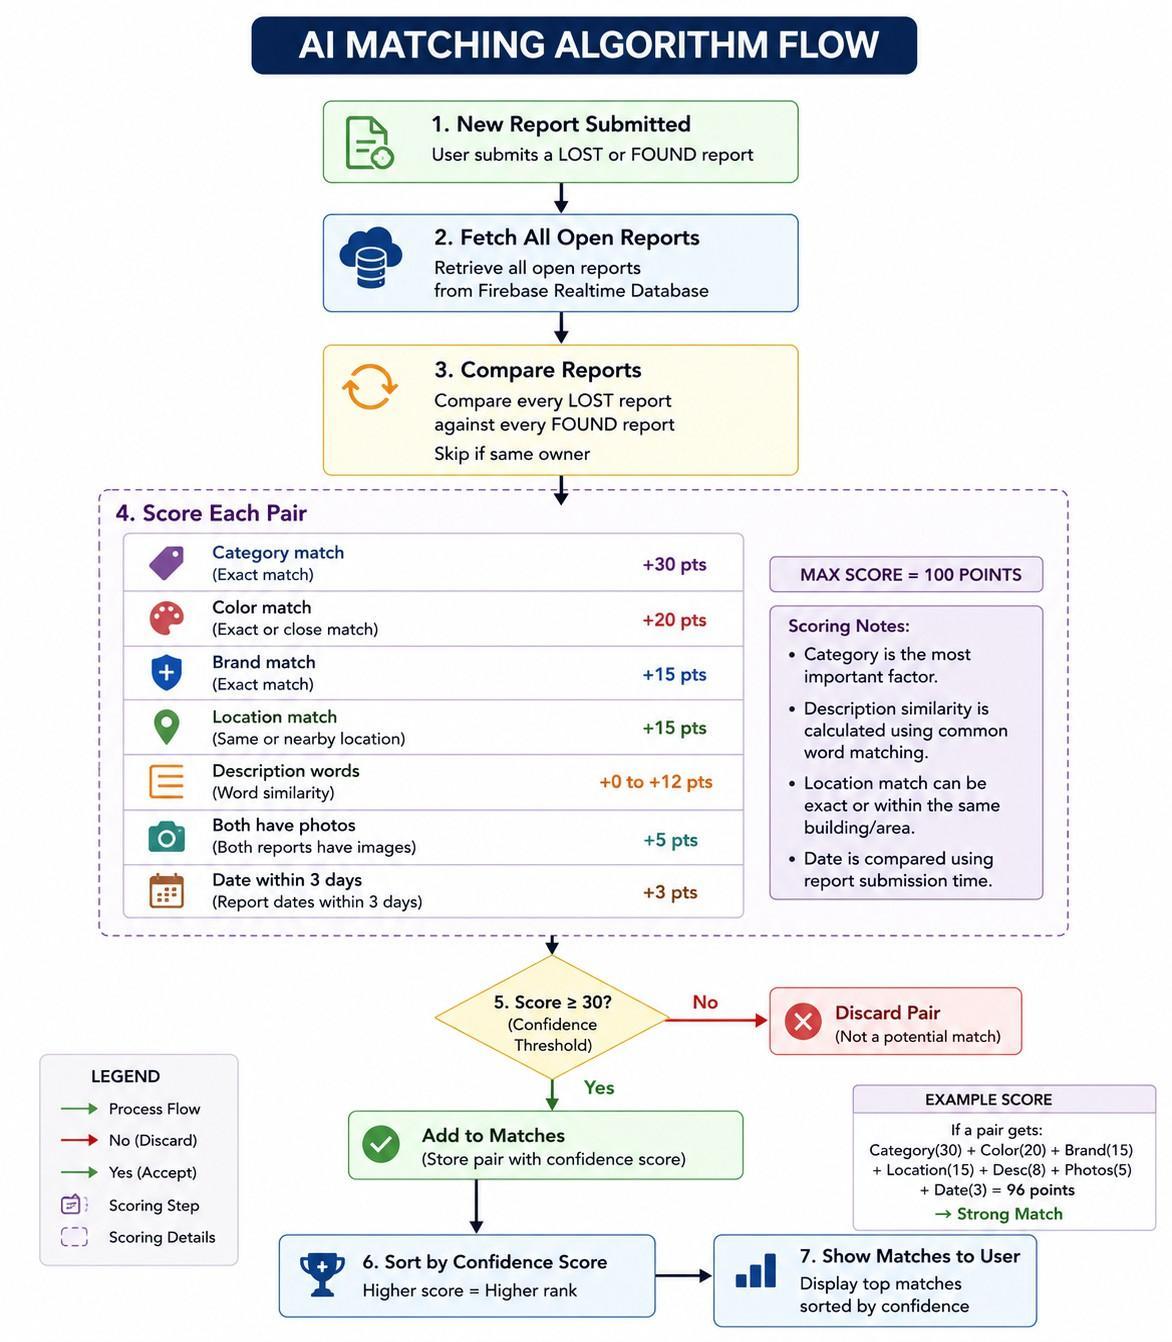 AI MATCHING ALGORITHM FLOW
1. New Report Submitted
User submits a LOST or FOUND report
2. Fetch All Open Reports
Retrieve all open reports
from Firebase Realtime Database
3. Compare Reports
Compare every LOST report
against every FOUND report
Skip if same owner
4. Score Each Pair
Category match
(Exact match)
+30 pts
Color match
(Exact or close match)
+20 pts
Brand match
(Exact match)
+15 pts
Location match
(Same or nearby location)
+15 pts
Description words
(Word similarity)
+0 to +12 pts
Both have photos
(Both reports have images)
+5 pts
Date within 3 days
(Report dates within 3 days)
+3 pts
MAX SCORE = 100 POINTS
Scoring Notes:
• Category is the most
important factor.
• Description similarity is
calculated using common
word matching.
• Location match can be
exact or within the same
building/area.
• Date is compared using
report submission time.
5. Score ≥ 30?
(Confidence
Threshold)
No
Discard Pair
(Not a potential match)
Yes
Add to Matches
(Store pair with confidence score)
LEGEND
Process Flow
No (Discard)
Yes (Accept)
Scoring Step
Scoring Details
EXAMPLE SCORE
If a pair gets:
Category(30) + Color(20) + Brand(15)
+ Location(15) + Desc(8) + Photos(5)
+ Date(3) = 96 points
→ Strong Match
6. Sort by Confidence Score
Higher score = Higher rank
7. Show Matches to User
Display top matches
sorted by confidence